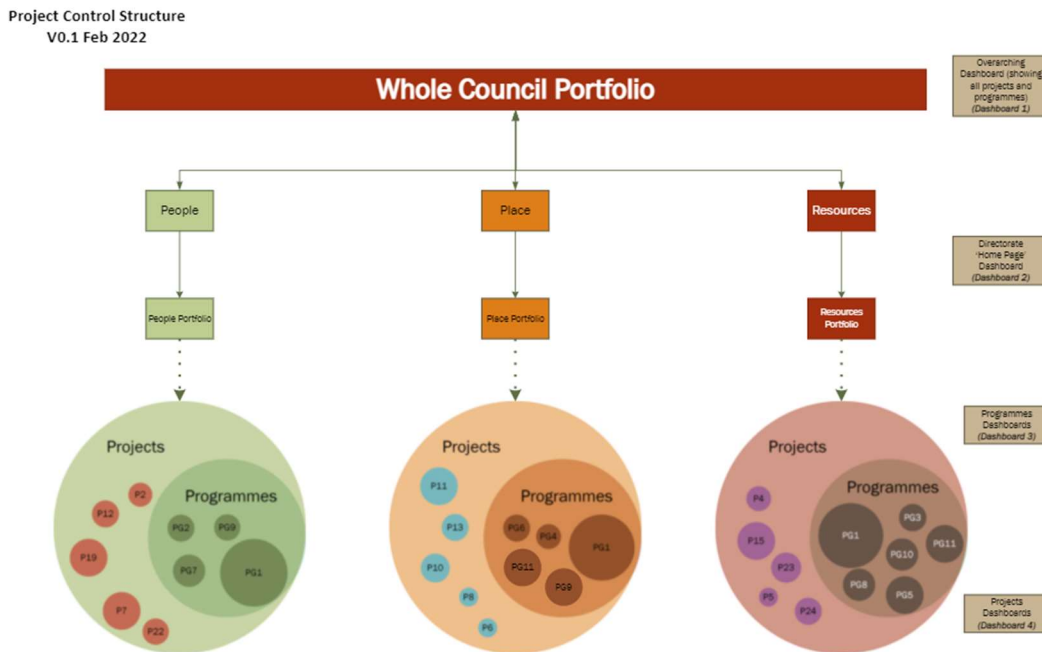 Project Control Structure
V0.1 Feb 2022
Whole Council Portfolio
Overarching
Dashboard (showing
all projects and
programmes)
(Dashboard 1)
People
Place
Resources
Directorate
'Home Page'
Dashboard
(Dashboard 2)
People Portfolio
Place Portfolio
Resources
Portfolio
Programmes
Dashboards
(Dashboard 3)
Projects
Programmes
P2
P12
P19
P7
P22
PG2
PG9
PG7
PG1
Projects
Programmes
P11
P13
P10
P8
P6
PG6
PG4
PG1
PG11
PG9
Projects
Programmes
P4
P15
P23
P5
P24
PG1
PG3
PG11
PG10
PG8
PG5
Projects
Dashboards
(Dashboard 4)